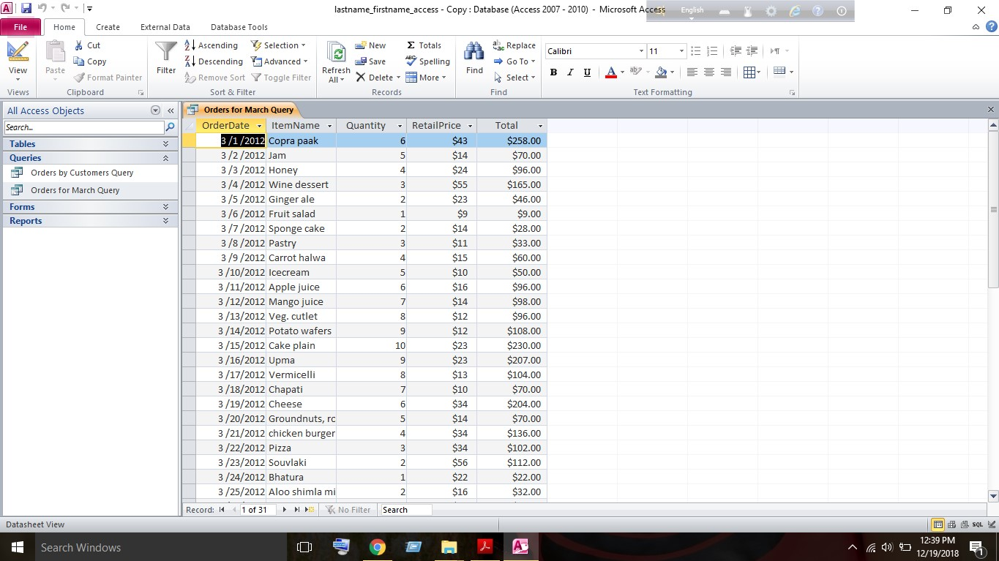 lastname_firstname_access - Copy : Database (Access 2007 - 2010) - Microsoft Access
English
File Home Create External Data Database Tools
View
Views
Paste
Cut
Copy
Format Painter
Clipboard
Filter
Ascending
Descending
Remove Sort
Selection
Advanced
Toggle Filter
Sort & Filter
Refresh
All
New
Save
Delete
Totals
Spelling
More
Records
Find
Replace
Go To
Select
Find
Calibri 11
B I U A ab
Text Formatting
All Access Objects
Search...
Tables
Queries
Orders by Customers Query
Orders for March Query
Forms
Reports
Orders for March Query
OrderDate ItemName Quantity RetailPrice Total
3 /1 /2012 Copra paak 6 $43 $258.00
3 /2 /2012 Jam 5 $14 $70.00
3 /3 /2012 Honey 4 $24 $96.00
3 /4 /2012 Wine dessert 3 $55 $165.00
3 /5 /2012 Ginger ale 2 $23 $46.00
3 /6 /2012 Fruit salad 1 $9 $9.00
3 /7 /2012 Sponge cake 2 $14 $28.00
3 /8 /2012 Pastry 3 $11 $33.00
3 /9 /2012 Carrot halwa 4 $15 $60.00
3 /10/2012 Icecream 5 $10 $50.00
3 /11/2012 Apple juice 6 $16 $96.00
3 /12/2012 Mango juice 7 $14 $98.00
3 /13/2012 Veg. cutlet 8 $12 $96.00
3 /14/2012 Potato wafers 9 $12 $108.00
3 /15/2012 Cake plain 10 $23 $230.00
3 /16/2012 Upma 9 $23 $207.00
3 /17/2012 Vermicelli 8 $13 $104.00
3 /18/2012 Chapati 7 $10 $70.00
3 /19/2012 Cheese 6 $34 $204.00
3 /20/2012 Groundnuts, ro 5 $14 $70.00
3 /21/2012 chicken burger 4 $34 $136.00
3 /22/2012 Pizza 3 $34 $102.00
3 /23/2012 Souvlaki 2 $56 $112.00
3 /24/2012 Bhatura 1 $22 $22.00
3 /25/2012 Aloo shimla mi 2 $16 $32.00
Record: 1 of 31 No Filter Search
Datasheet View SQL
Search Windows
12:39 PM
12/19/2018
1